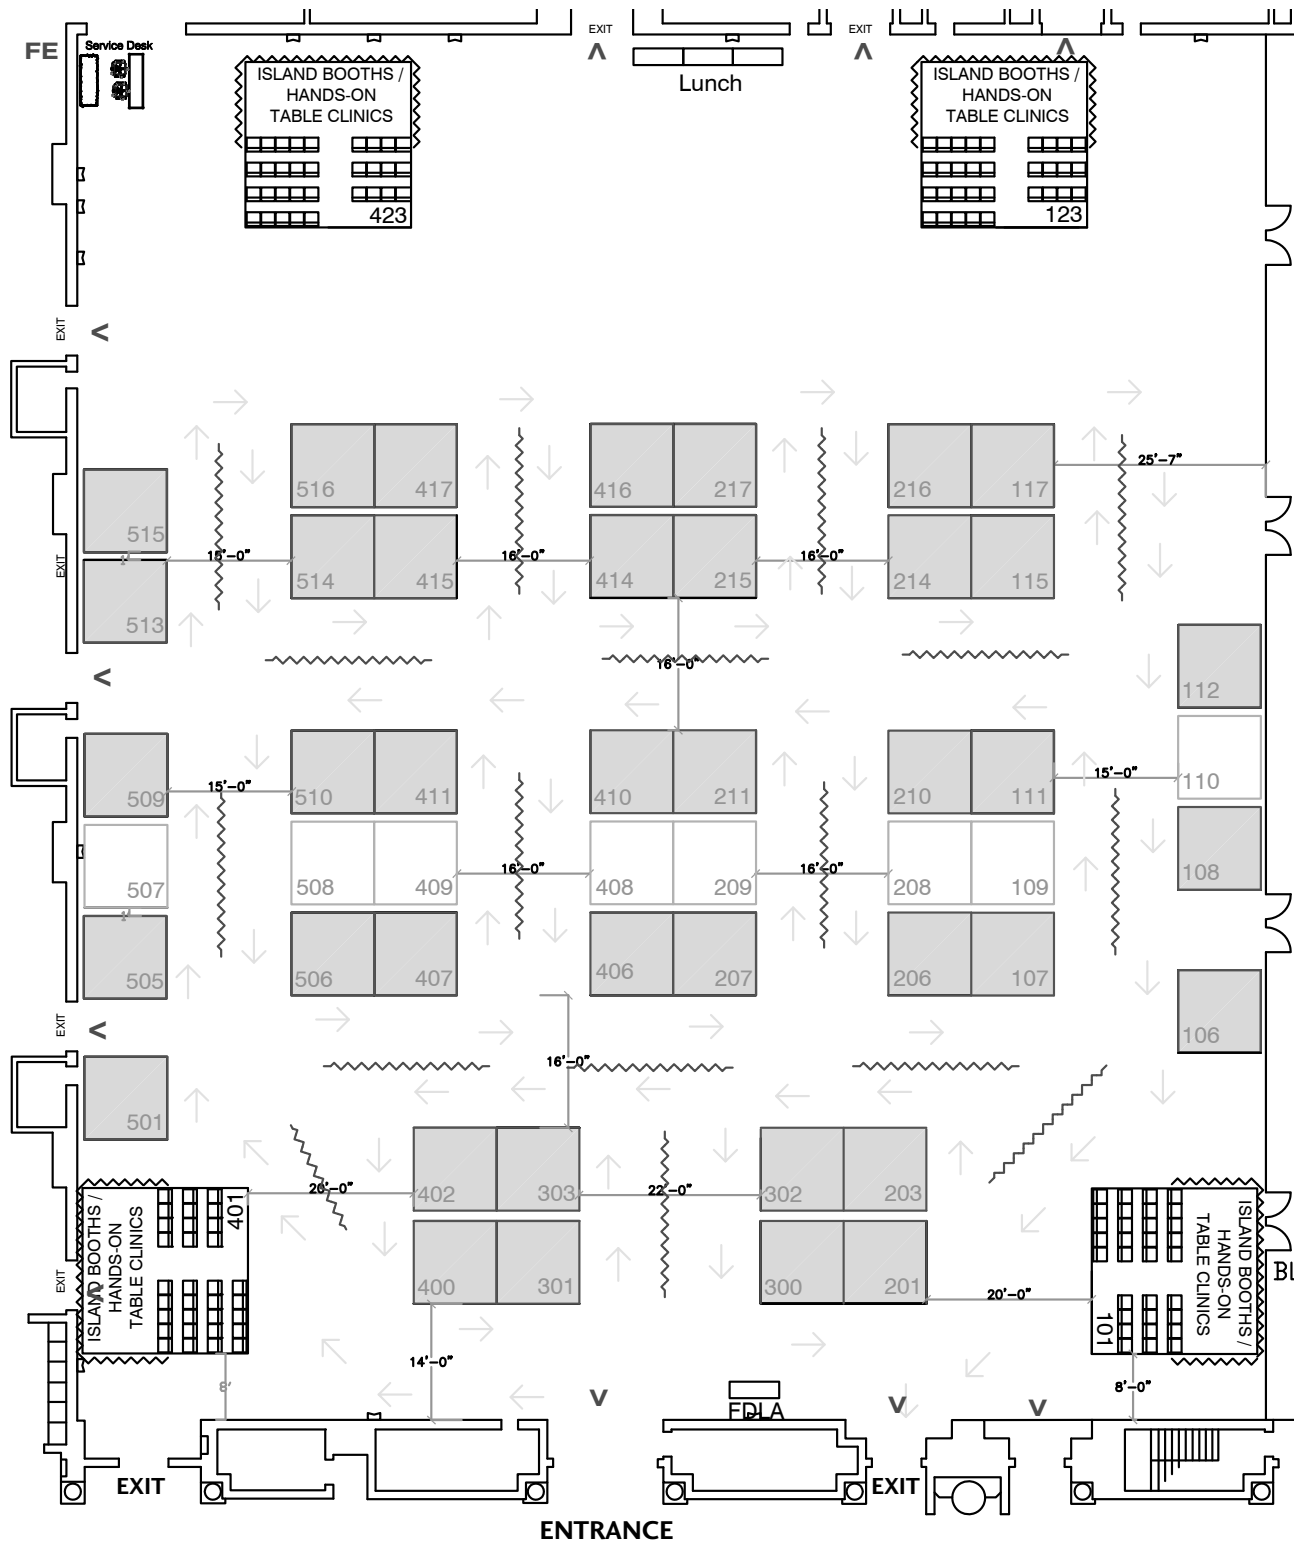 EXIT
EXIT
FE
Service Desk
Lunch
ISLAND BOOTHS /
HANDS-ON
TABLE CLINICS
423
ISLAND BOOTHS /
HANDS-ON
TABLE CLINICS
123
EXIT
516
417
416
217
216
117
25'-7"
515
EXIT
15'-0"
514
415
16'-0"
414
215
16'-0"
214
115
513
16'-0"
112
509
15'-0"
510
411
410
211
210
111
15'-0"
110
507
508
409
16'-0"
408
209
16'-0"
208
109
108
505
506
407
406
207
206
107
106
EXIT
16'-0"
501
402
303
302
203
20'-0"
22'-0"
401
ISLAND BOOTHS /
HANDS-ON
TABLE CLINICS
EXIT
400
301
300
201
20'-0"
101
ISLAND BOOTHS /
HANDS-ON
TABLE CLINICS
14'-0"
8'-0"
FDLA
EXIT
EXIT
ENTRANCE